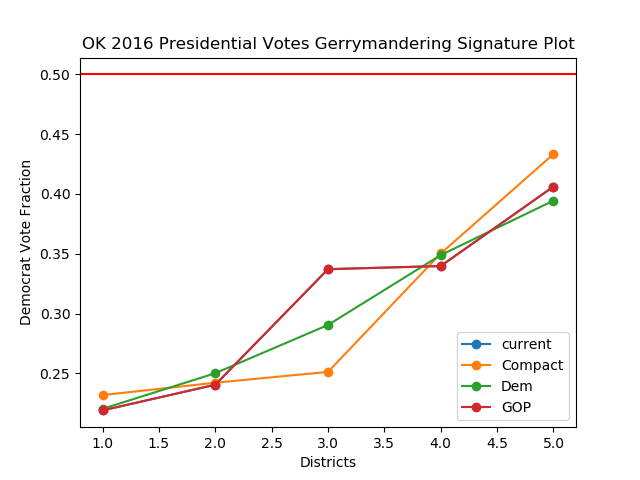 OK 2016 Presidential Votes Gerrymandering Signature Plot
0.50
0.45
0.40
0.35
0.30
0.25
Democrat Vote Fraction
current
Compact
Dem
GOP
1.0 1.5 2.0 2.5 3.0 3.5 4.0 4.5 5.0
Districts